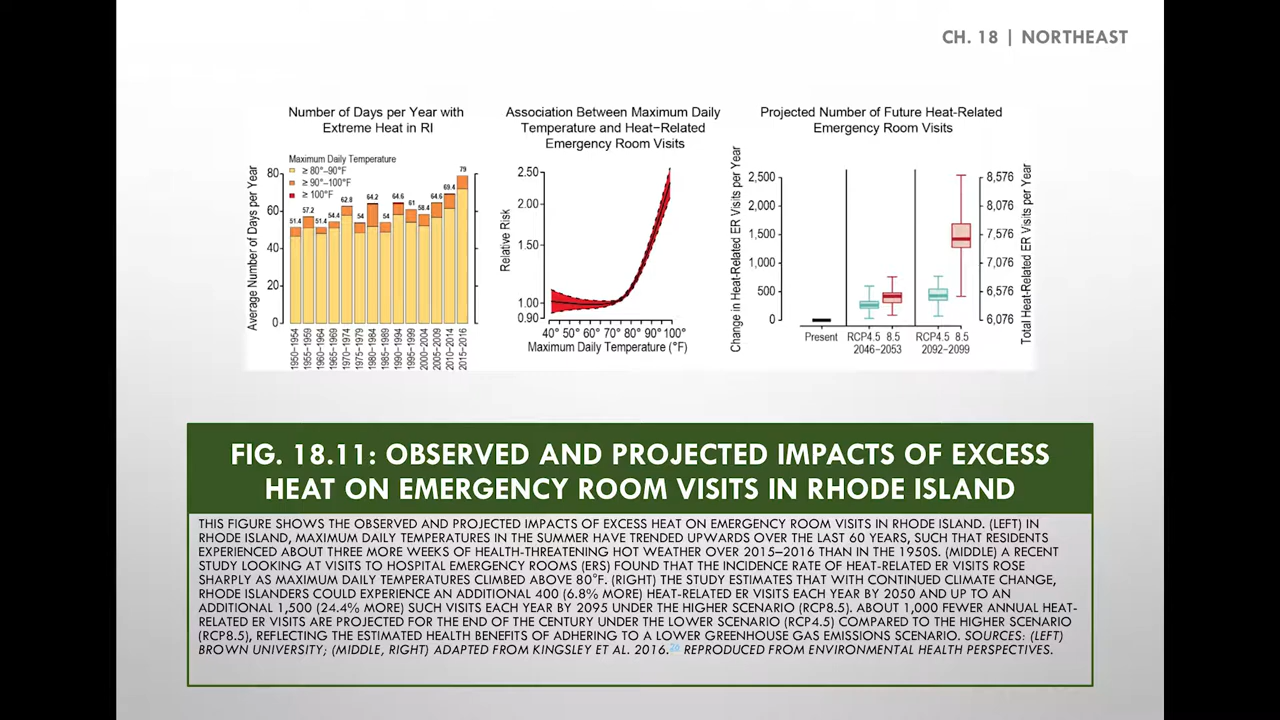 CH. 18 | NORTHEAST
Number of Days per Year with
Extreme Heat in RI
Maximum Daily Temperature
≥ 80°–90°F
≥ 90°–100°F
≥ 100°F
Average Number of Days per Year
80
60
40
20
0
51.4
57.2
51.4
54.4
62.8
54
64.2
54
64.6
61
58.4
64.6
69.4
79
1950–1954
1955–1959
1960–1964
1965–1969
1970–1974
1975–1979
1980–1984
1985–1989
1990–1994
1995–1999
2000–2004
2005–2009
2010–2014
2015–2016
Association Between Maximum Daily
Temperature and Heat−Related
Emergency Room Visits
Relative Risk
2.50
2.00
1.50
1.00
0.90
40° 50° 60° 70° 80° 90° 100°
Maximum Daily Temperature (°F)
Projected Number of Future Heat-Related
Emergency Room Visits
Change in Heat-Related ER Visits per Year
2,500
2,000
1,500
1,000
500
0
8,576
8,076
7,576
7,076
6,576
6,076
Total Heat-Related ER Visits per Year
Present
RCP4.5 8.5
2046–2053
RCP4.5 8.5
2092–2099
FIG. 18.11: OBSERVED AND PROJECTED IMPACTS OF EXCESS
HEAT ON EMERGENCY ROOM VISITS IN RHODE ISLAND
THIS FIGURE SHOWS THE OBSERVED AND PROJECTED IMPACTS OF EXCESS HEAT ON EMERGENCY ROOM VISITS IN RHODE ISLAND. (LEFT) IN
RHODE ISLAND, MAXIMUM DAILY TEMPERATURES IN THE SUMMER HAVE TRENDED UPWARDS OVER THE LAST 60 YEARS, SUCH THAT RESIDENTS
EXPERIENCED ABOUT THREE MORE WEEKS OF HEALTH-THREATENING HOT WEATHER OVER 2015–2016 THAN IN THE 1950S. (MIDDLE) A RECENT
STUDY LOOKING AT VISITS TO HOSPITAL EMERGENCY ROOMS (ERS) FOUND THAT THE INCIDENCE RATE OF HEAT-RELATED ER VISITS ROSE
SHARPLY AS MAXIMUM DAILY TEMPERATURES CLIMBED ABOVE 80°F. (RIGHT) THE STUDY ESTIMATES THAT WITH CONTINUED CLIMATE CHANGE,
RHODE ISLANDERS COULD EXPERIENCE AN ADDITIONAL 400 (6.8% MORE) HEAT-RELATED ER VISITS EACH YEAR BY 2050 AND UP TO AN
ADDITIONAL 1,500 (24.4% MORE) SUCH VISITS EACH YEAR BY 2095 UNDER THE HIGHER SCENARIO (RCP8.5). ABOUT 1,000 FEWER ANNUAL HEAT-
RELATED ER VISITS ARE PROJECTED FOR THE END OF THE CENTURY UNDER THE LOWER SCENARIO (RCP4.5) COMPARED TO THE HIGHER SCENARIO
(RCP8.5), REFLECTING THE ESTIMATED HEALTH BENEFITS OF ADHERING TO A LOWER GREENHOUSE GAS EMISSIONS SCENARIO. SOURCES: (LEFT)
BROWN UNIVERSITY; (MIDDLE, RIGHT) ADAPTED FROM KINGSLEY ET AL. 2016. REPRODUCED FROM ENVIRONMENTAL HEALTH PERSPECTIVES.